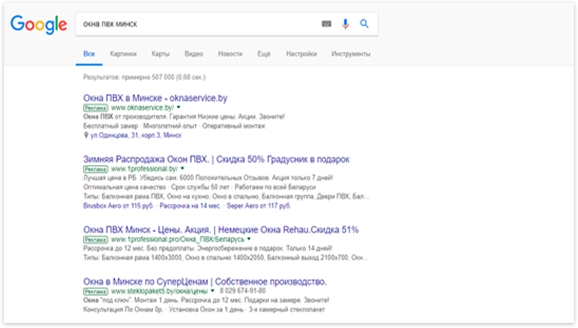 Google
окна пвх минск
Все Картинки Карты Видео Новости Ещё Настройки Инструменты
Результатов: примерно 507 000 (0,68 сек.)
Окна ПВХ в Минске - oknaservice.by
Реклама www.oknaservice.by/
Окна ПВХ от производителя. Гарантия Низкие цены. Акции. Звоните!
Бесплатный замер · Многолетний опыт · Оперативный монтаж
ул.Одинцова, 31, корп.3, Минск
Зимняя Распродажа Окон ПВХ. | Скидка 50% Градусник в подарок
Реклама www.1professional.by/
Лучшая цена в РБ. Убедись сам. 6000 Положительных Отзывов. Акция только 7 дней!
Оптимальная цена качество · Срок службы 50 лет · Работаем по всей Беларуси
Типы: Балконная рама ПВХ, Окно на кухню, Окно в спальню, Балконная группа, Двери ПВХ, Бал...
Brusbox Aero от 115 руб. · Рассрочка на 14 мес. · Seper Aero от 117 руб.
Окна ПВХ Минск - Цены. Акция. | Немецкие Окна Rehau.Скидка 51%
Реклама www.1professional.pro/Окна_ПВХ/Беларусь
Рассрочка до 12 мес. Без предоплаты. Энергосбережение в подарок. Только 14 дней!
Типы: Балконная рама 1400х3000, Окно в спальню 1400х2050, Балконный выход 2100х700, Окн...
Окна в Минске по СуперЦенам | Собственное производство.
Реклама www.steklopaket5.by/окна/цены 8 029 674-91-80
Окна "под ключ". Монтаж 1 день. Рассрочка до 12 мес. Подарки на замере. Звоните!
Консультация По Окнам 0р. · Установка Окон за 1 день · 3-х камерный стеклопакет